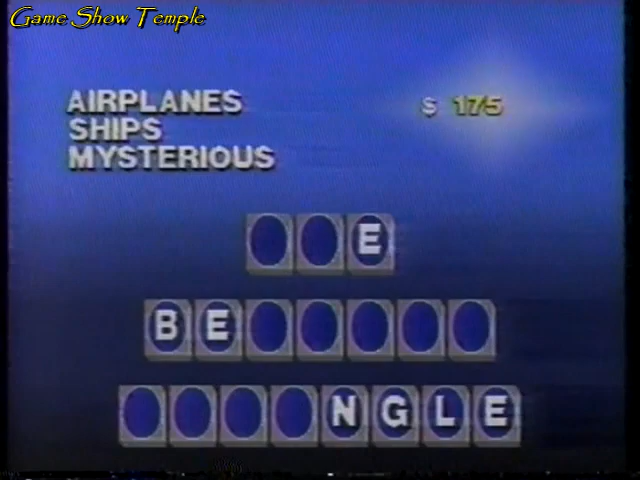 Game Show Temple
AIRPLANES
$ 175
SHIPS
MYSTERIOUS
E
BE
NGLE